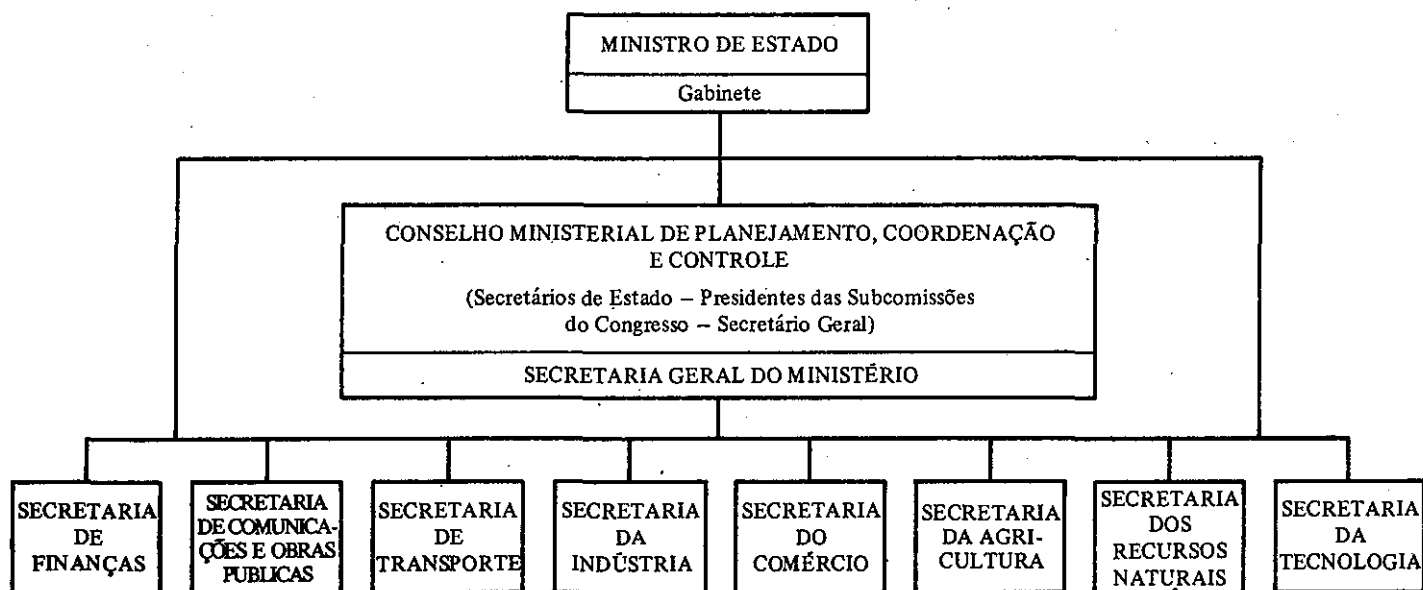 MINISTRO DE ESTADO
Gabinete
CONSELHO MINISTERIAL DE PLANEJAMENTO, COORDENAÇÃO
E CONTROLE
(Secretários de Estado – Presidentes das Subcomissões
do Congresso – Secretário Geral)
SECRETARIA GERAL DO MINISTÉRIO
SECRETARIA
DE
FINANÇAS
SECRETARIA
DE COMUNICA-
ÇÕES E OBRAS
PUBLICAS
SECRETARIA
DE
TRANSPORTE
SECRETARIA
DA
INDÚSTRIA
SECRETARIA
DO
COMÉRCIO
SECRETARIA
DA AGRI-
CULTURA
SECRETARIA
DOS
RECURSOS
NATURAIS
SECRETARIA
DA
TECNOLOGIA